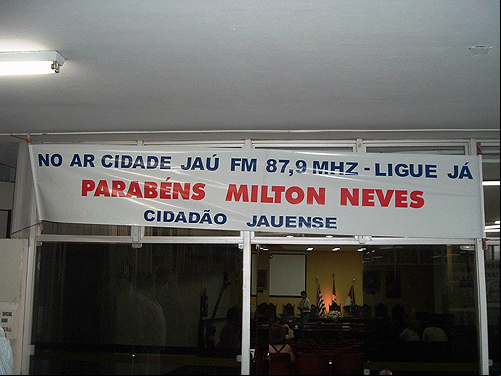 NO AR CIDADE JAÚ FM 87,9 MHZ - LIGUE JÁ
PARABÉNS MILTON NEVES
CIDADÃO JAUENSE